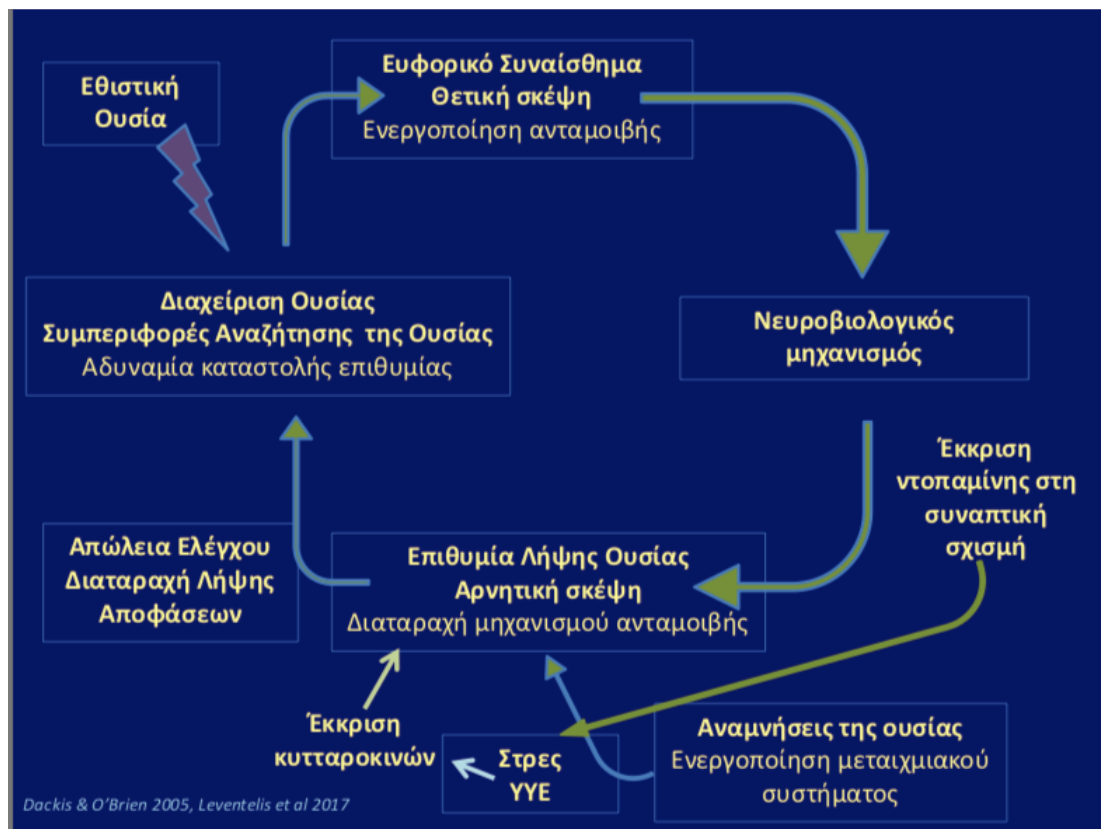 Εθιστική
Ουσία
Ευφορικό Συναίσθημα
Θετική σκέψη
Ενεργοποίηση ανταμοιβής
Διαχείριση Ουσίας
Συμπεριφορές Αναζήτησης της Ουσίας
Αδυναμία καταστολής επιθυμίας
Νευροβιολογικός
μηχανισμός
Έκκριση
ντοπαμίνης στη
συναπτική
σχισμή
Απώλεια Ελέγχου
Διαταραχή Λήψης
Αποφάσεων
Επιθυμία Λήψης Ουσίας
Αρνητική σκέψη
Διαταραχή μηχανισμού ανταμοιβής
Έκκριση
κυτταροκινών
Στρες
ΥΥΕ
Αναμνήσεις της ουσίας
Ενεργοποίηση μεταιχμιακού
συστήματος
Dackis & O'Brien 2005, Leventelis et al 2017